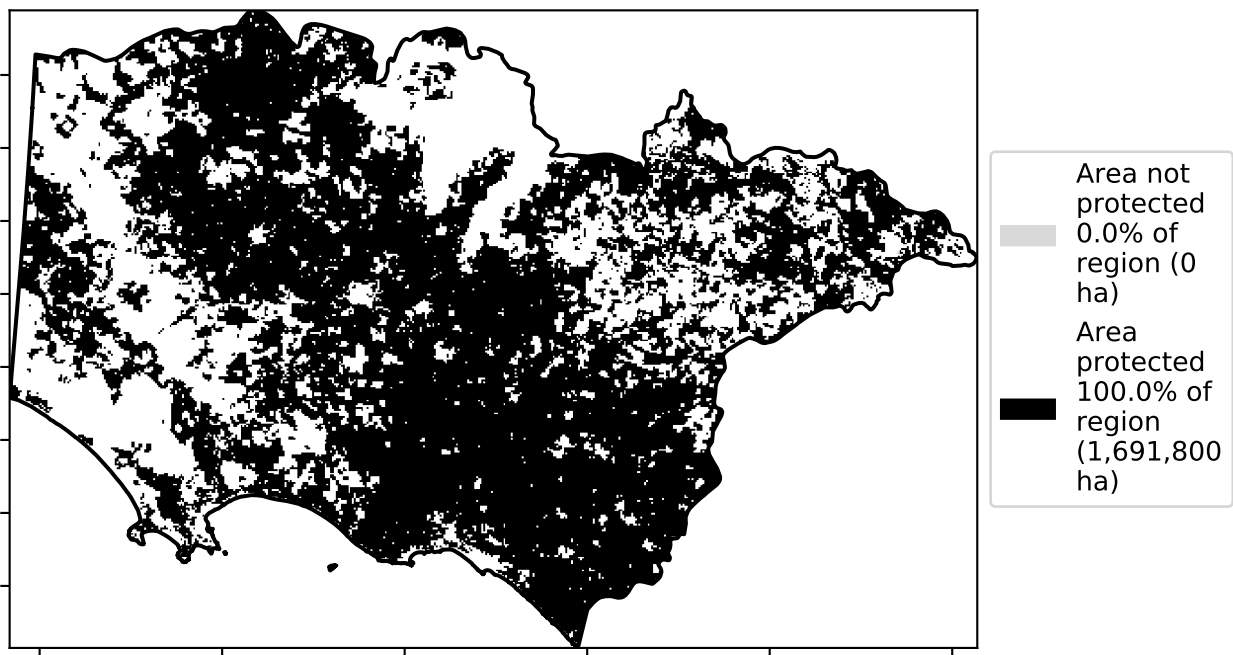 Area not
protected
0.0% of
region (0
ha)
Area
protected
100.0% of
region
(1,691,800
ha)